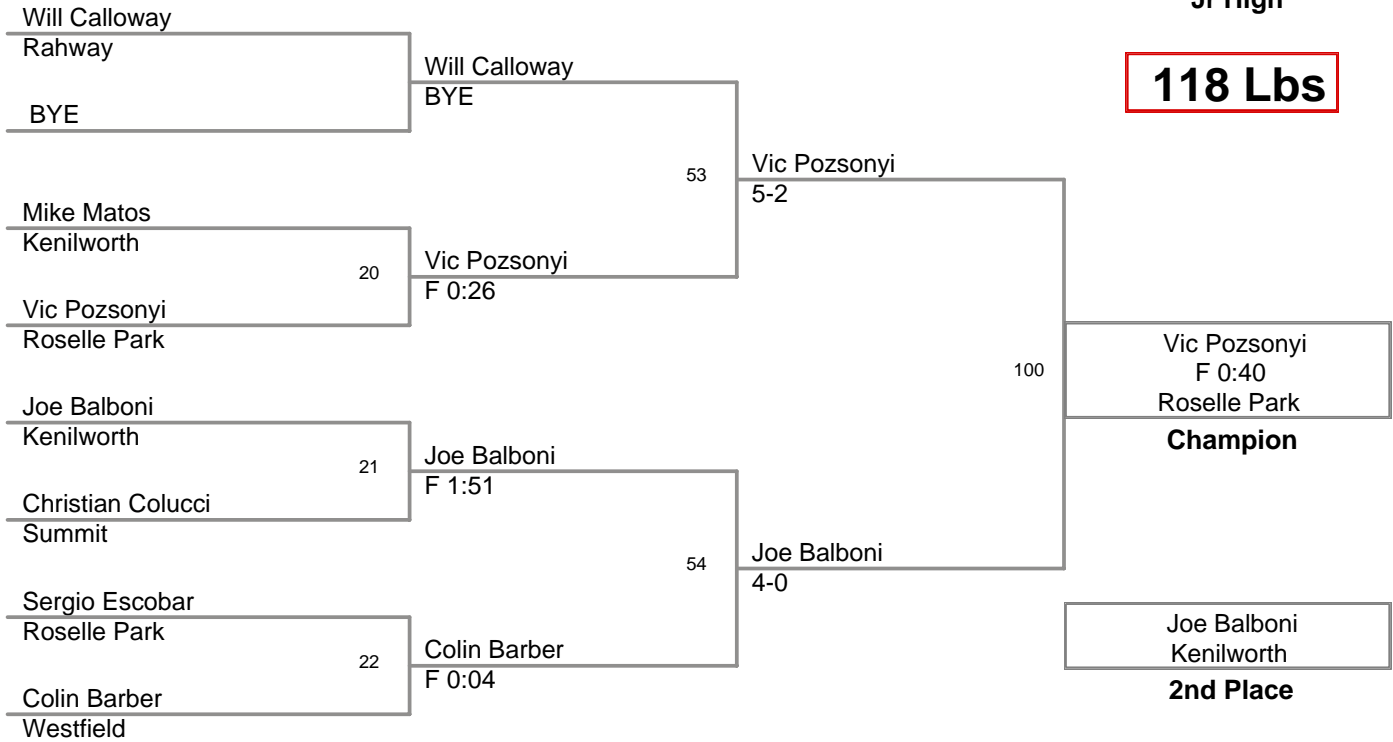 Jr High
118 Lbs
Will Calloway
Rahway
BYE
Mike Matos
Kenilworth
20
Vic Pozsonyi
Roselle Park
Joe Balboni
Kenilworth
21
Christian Colucci
Summit
Sergio Escobar
Roselle Park
22
Colin Barber
Westfield
Will Calloway
BYE
53
Vic Pozsonyi
F 0:26
Joe Balboni
F 1:51
54
Colin Barber
F 0:04
Vic Pozsonyi
5-2
100
Joe Balboni
4-0
Vic Pozsonyi
F 0:40
Roselle Park
Champion
Joe Balboni
Kenilworth
2nd Place